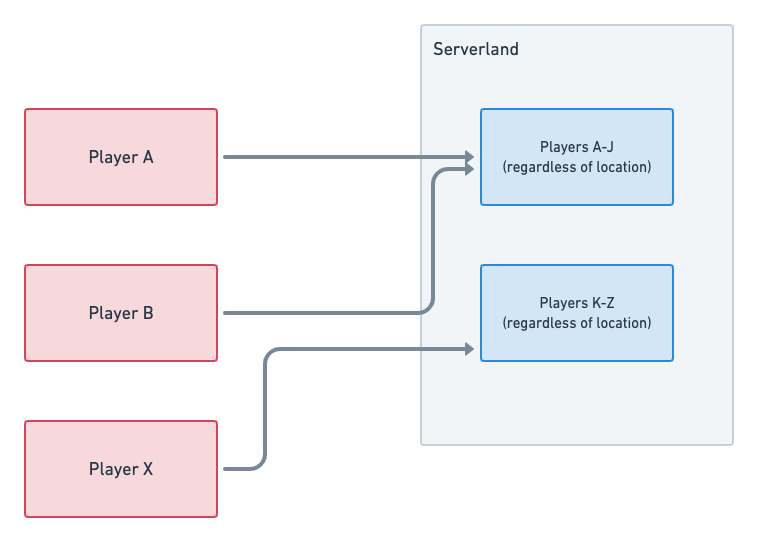 Serverland
Player A
Players A-J
(regardless of location)
Player B
Players K-Z
(regardless of location)
Player X